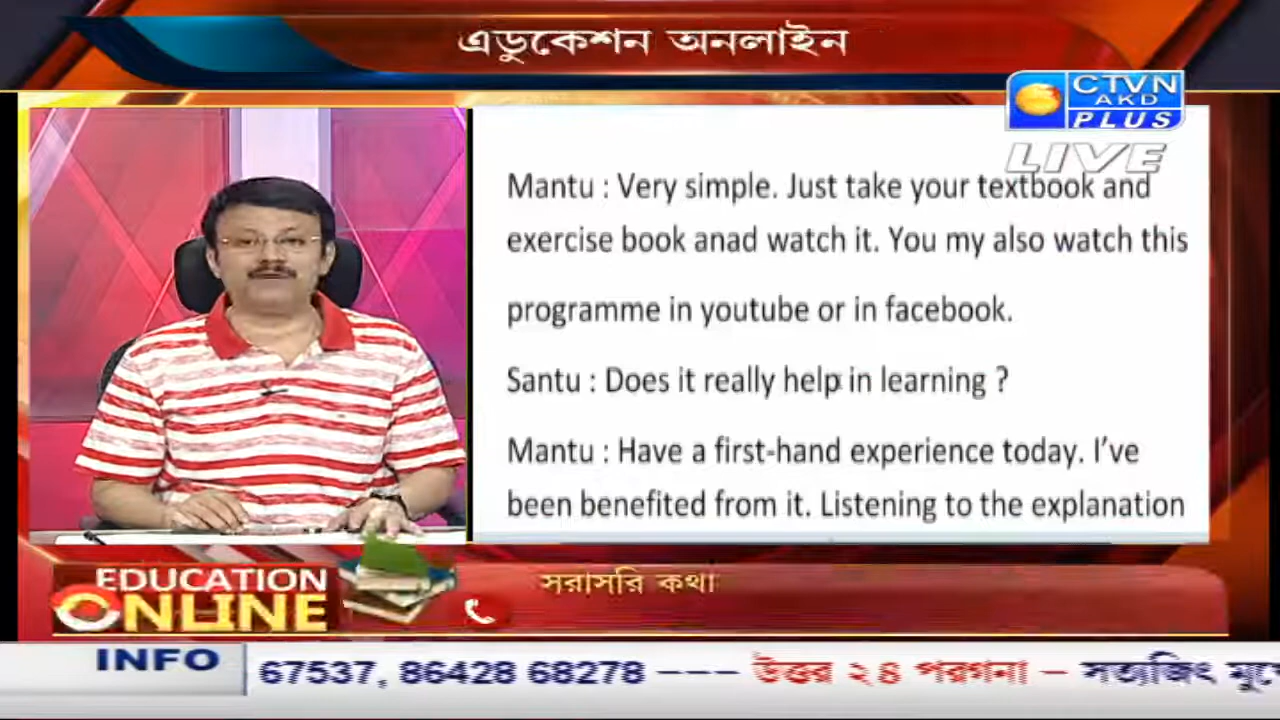 এডুকেশন অনলাইন
CTVN
AKD
PLUS
LIVE
Mantu : Very simple. Just take your textbook and
exercise book anad watch it. You my also watch this
programme in youtube or in facebook.
Santu : Does it really help in learning ?
Mantu : Have a first-hand experience today. I've
been benefited from it. Listening to the explanation
EDUCATION
ONLINE
সরাসরি কথা
INFO
67537, 86428 68278 --- উত্তর ২৪ পরগনা –